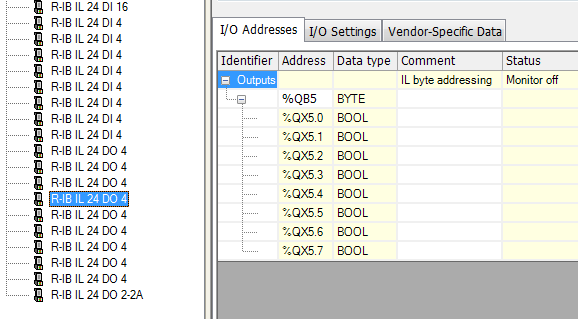 R-IB IL 24 DI 16
R-IB IL 24 DI 4
R-IB IL 24 DI 4
R-IB IL 24 DI 4
R-IB IL 24 DI 4
R-IB IL 24 DI 4
R-IB IL 24 DI 4
R-IB IL 24 DI 4
R-IB IL 24 DI 4
R-IB IL 24 DO 4
R-IB IL 24 DO 4
R-IB IL 24 DO 4
R-IB IL 24 DO 4
R-IB IL 24 DO 4
R-IB IL 24 DO 4
R-IB IL 24 DO 4
R-IB IL 24 DO 4
R-IB IL 24 DO 4
R-IB IL 24 DO 2-2A
I/O Addresses I/O Settings Vendor-Specific Data
Identifier Address Data type Comment Status
Outputs IL byte addressing Monitor off
%QB5 BYTE
%QX5.0 BOOL
%QX5.1 BOOL
%QX5.2 BOOL
%QX5.3 BOOL
%QX5.4 BOOL
%QX5.5 BOOL
%QX5.6 BOOL
%QX5.7 BOOL